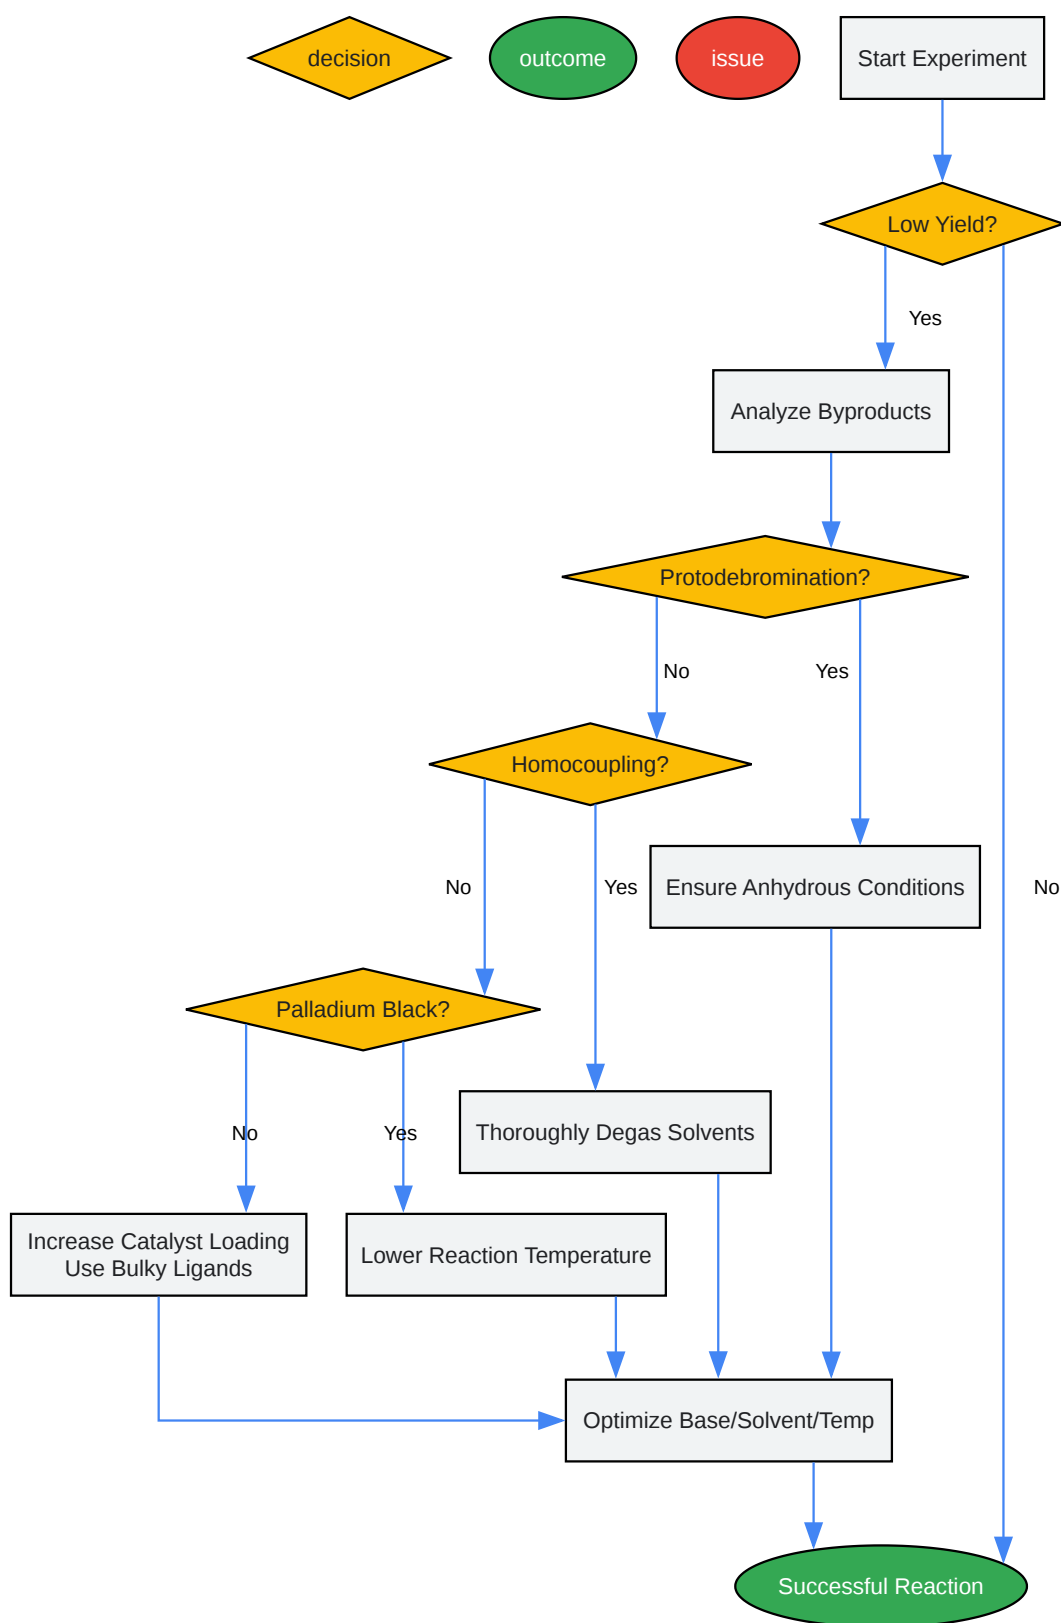 decision
outcome
issue
Start Experiment
Low Yield?
Yes
Analyze Byproducts
Protodebromination?
No
Yes
Homocoupling?
No
Yes
Ensure Anhydrous Conditions
No
Palladium Black?
No
Yes
Thoroughly Degas Solvents
Increase Catalyst Loading
Use Bulky Ligands
Lower Reaction Temperature
Optimize Base/Solvent/Temp
Successful Reaction